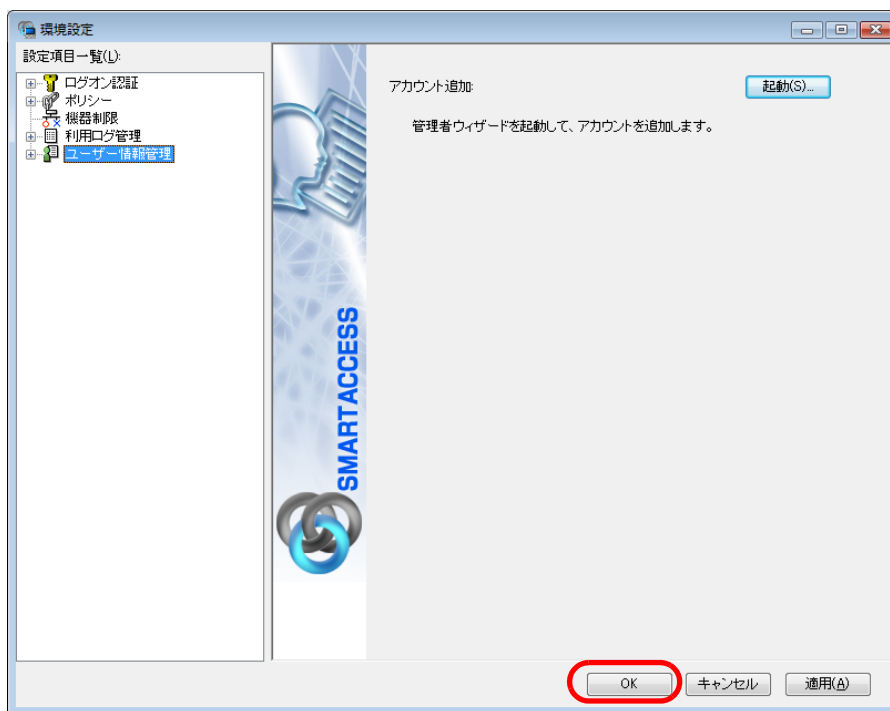 環境設定
設定項目一覧(L):
ログオン認証
ポリシー
機器制限
利用ログ管理
ユーザー情報管理
アカウント追加:
起動(S)...
管理者ウィザードを起動して、アカウントを追加します。
SMARTACCESS
OK
キャンセル
適用(A)